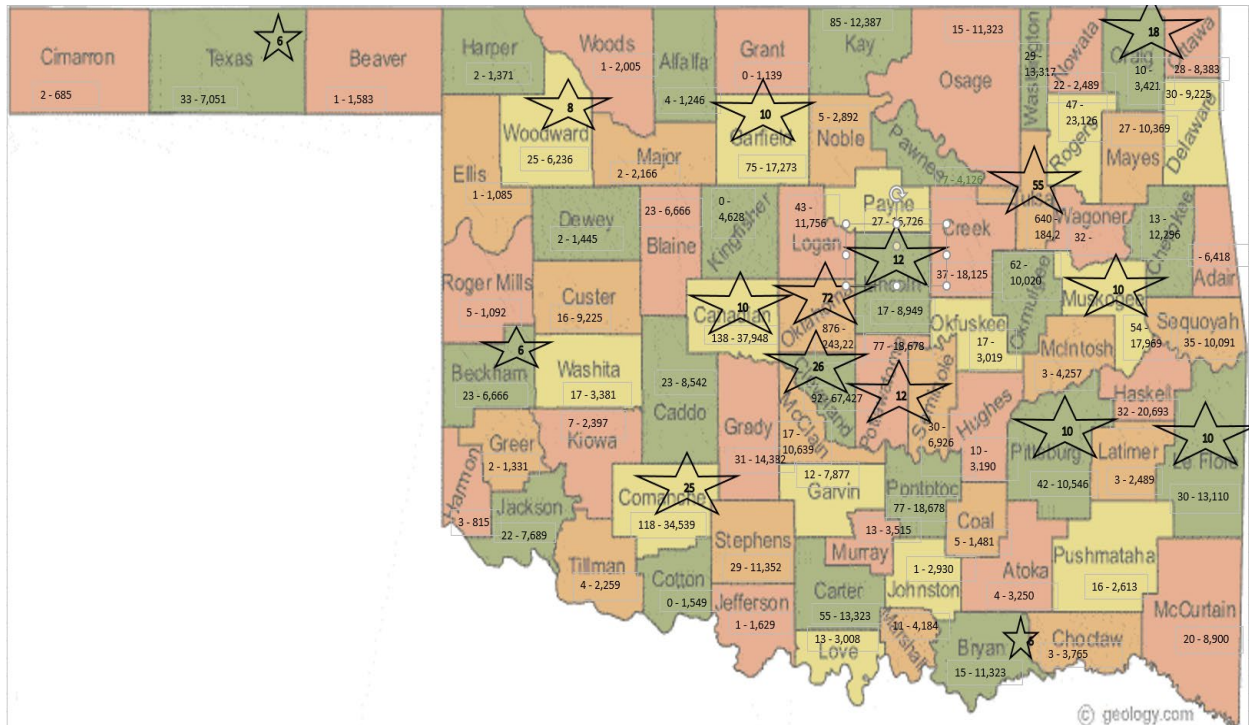 Cimarron
2 - 685
Texas
6
33 - 7,051
Beaver
1 - 1,583
Harper
2 - 1,371
Woods
1 - 2,005
Alfalfa
4 - 1,246
Grant
0 - 1,139
85 - 12,387
Kay
15 - 11,323
Osage
29 -
13,317
Nowata
22 - 2,489
18
Craig
10 -
3,421
Ottawa
28 - 8,383
8
Woodward
25 - 6,236
Major
2 - 2,166
10
Garfield
75 - 17,273
5 - 2,892
Noble
Pawnee
47 -
23,126
Rogers
27 - 10,369
Mayes
30 - 9,225
Delaware
Ellis
1 - 1,085
Dewey
2 - 1,445
23 - 6,666
Blaine
0 -
4,628
Kingfisher
43 -
11,756
Logan
Payne
Creek
37 - 18,125
55
Tulsa
640 -
184,2
Wagoner
32 -
13 -
12,296
Cherokee
- 6,418
Adair
Roger Mills
5 - 1,092
Custer
16 - 9,225
10
Canadian
138 - 37,948
72
Oklahoma
876 -
243,22
12
Lincoln
17 - 8,949
62 -
10,020
Okmulgee
10
Muskogee
54 -
17,969
Sequoyah
35 - 10,091
6
Beckham
23 - 6,666
Washita
17 - 3,381
23 - 8,542
Caddo
26
Cleveland
92 - 67,427
77 - 18,678
12
Okfuskee
17 -
3,019
McIntosh
3 - 4,257
Haskell
32 - 20,693
Greer
2 - 1,331
7 - 2,397
Kiowa
Grady
31 - 14,382
McClain
17 -
10,639
30 -
6,926
Hughes
10 -
3,190
10
Pittsburg
42 - 10,546
Latimer
3 - 2,489
10
Le Flore
30 - 13,110
Harmon
3 - 815
Jackson
22 - 7,689
25
Comanche
118 - 34,539
12 - 7,877
Garvin
Pontotoc
77 - 18,678
Coal
5 - 1,481
Tillman
4 - 2,259
Cotton
0 - 1,549
Stephens
29 - 11,352
13 - 3,515
Murray
1 - 2,930
Johnston
Atoka
4 - 3,250
Pushmataha
16 - 2,613
Jefferson
1 - 1,629
Carter
55 - 13,323
13 - 3,008
Love
11 - 4,184
Marshall
Bryan
15 - 11,323
Choctaw
3 - 3,765
McCurtain
20 - 8,900
© geology.com